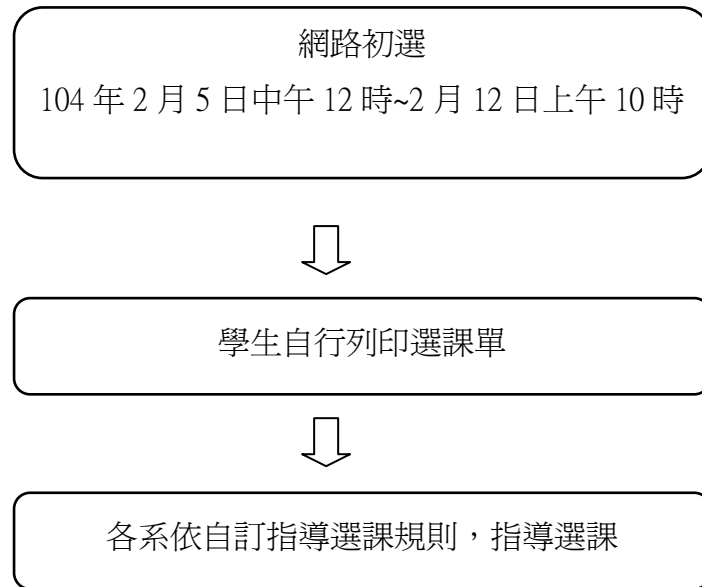 網路初選
104 年 2 月 5 日中午 12 時~2 月 12 日上午 10 時
學生自行列印選課單
各系依自訂指導選課規則，指導選課